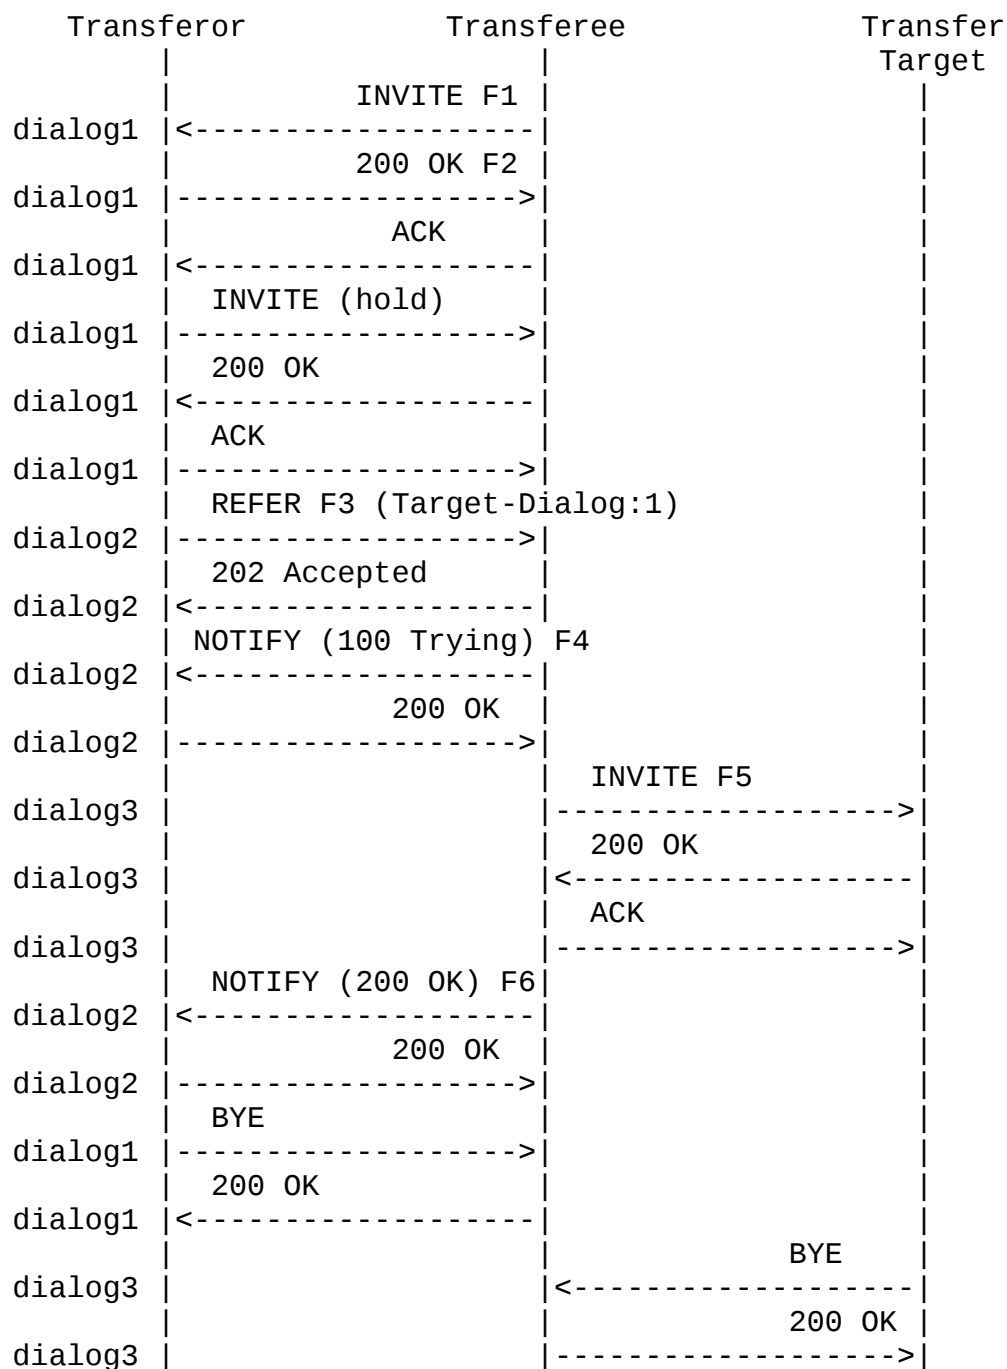 Transferor           Transferee             Transfer
     |                    |                  Target
     |          INVITE F1 |                    |
dialog1 |<-------------------|                    |
     |          200 OK F2 |                    |
dialog1 |------------------->|                    |
     |            ACK     |                    |
dialog1 |<-------------------|                    |
     |  INVITE (hold)     |                    |
dialog1 |------------------->|                    |
     |  200 OK            |                    |
dialog1 |<-------------------|                    |
     |  ACK               |                    |
dialog1 |------------------->|                    |
     |  REFER F3 (Target-Dialog:1)             |
dialog2 |------------------->|                    |
     |  202 Accepted      |                    |
dialog2 |<-------------------|                    |
     | NOTIFY (100 Trying) F4                  |
dialog2 |<-------------------|                    |
     |            200 OK  |                    |
dialog2 |------------------->|                    |
     |                    |  INVITE F5         |
dialog3 |                    |------------------->|
     |                    |  200 OK            |
dialog3 |                    |<-------------------|
     |                    |  ACK               |
dialog3 |                    |------------------->|
     |  NOTIFY (200 OK) F6|                    |
dialog2 |<-------------------|                    |
     |            200 OK  |                    |
dialog2 |------------------->|                    |
     |  BYE               |                    |
dialog1 |------------------->|                    |
     |  200 OK            |                    |
dialog1 |<-------------------|                    |
     |                    |             BYE    |
dialog3 |                    |<-------------------|
     |                    |             200 OK |
dialog3 |                    |------------------->|